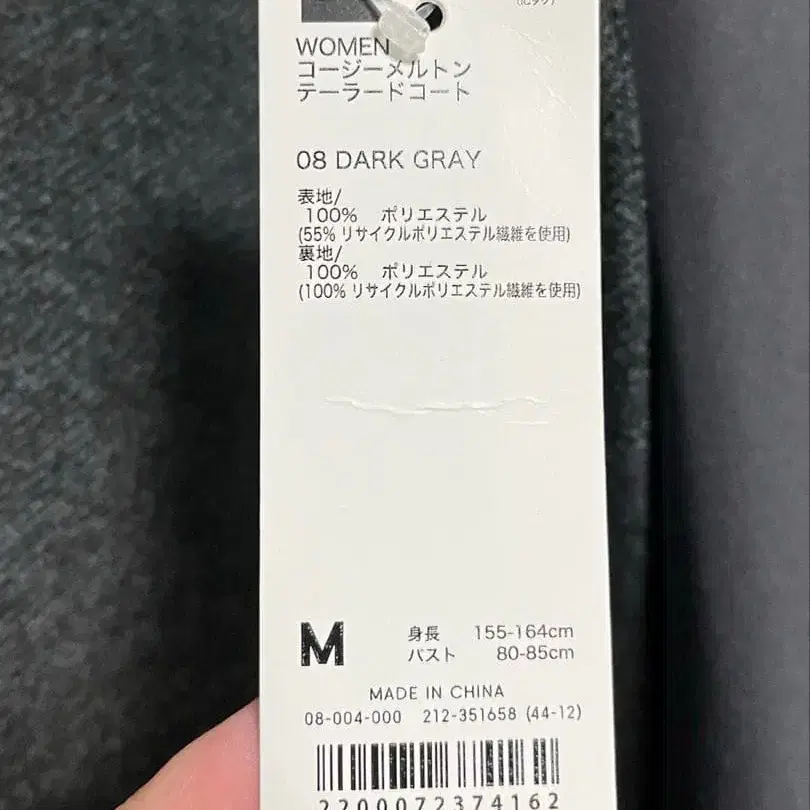 WOMEN
コージーメルトン
テーラードコート
08 DARK GRAY
表地/
100% ポリエステル
(55% リサイクルポリエステル繊維を使用)
裏地/
100% ポリエステル
(100% リサイクルポリエステル繊維を使用)
M 身長 155-164cm
バスト 80-85cm
MADE IN CHINA
08-004-000 212-351658 (44-12)
2200072374162